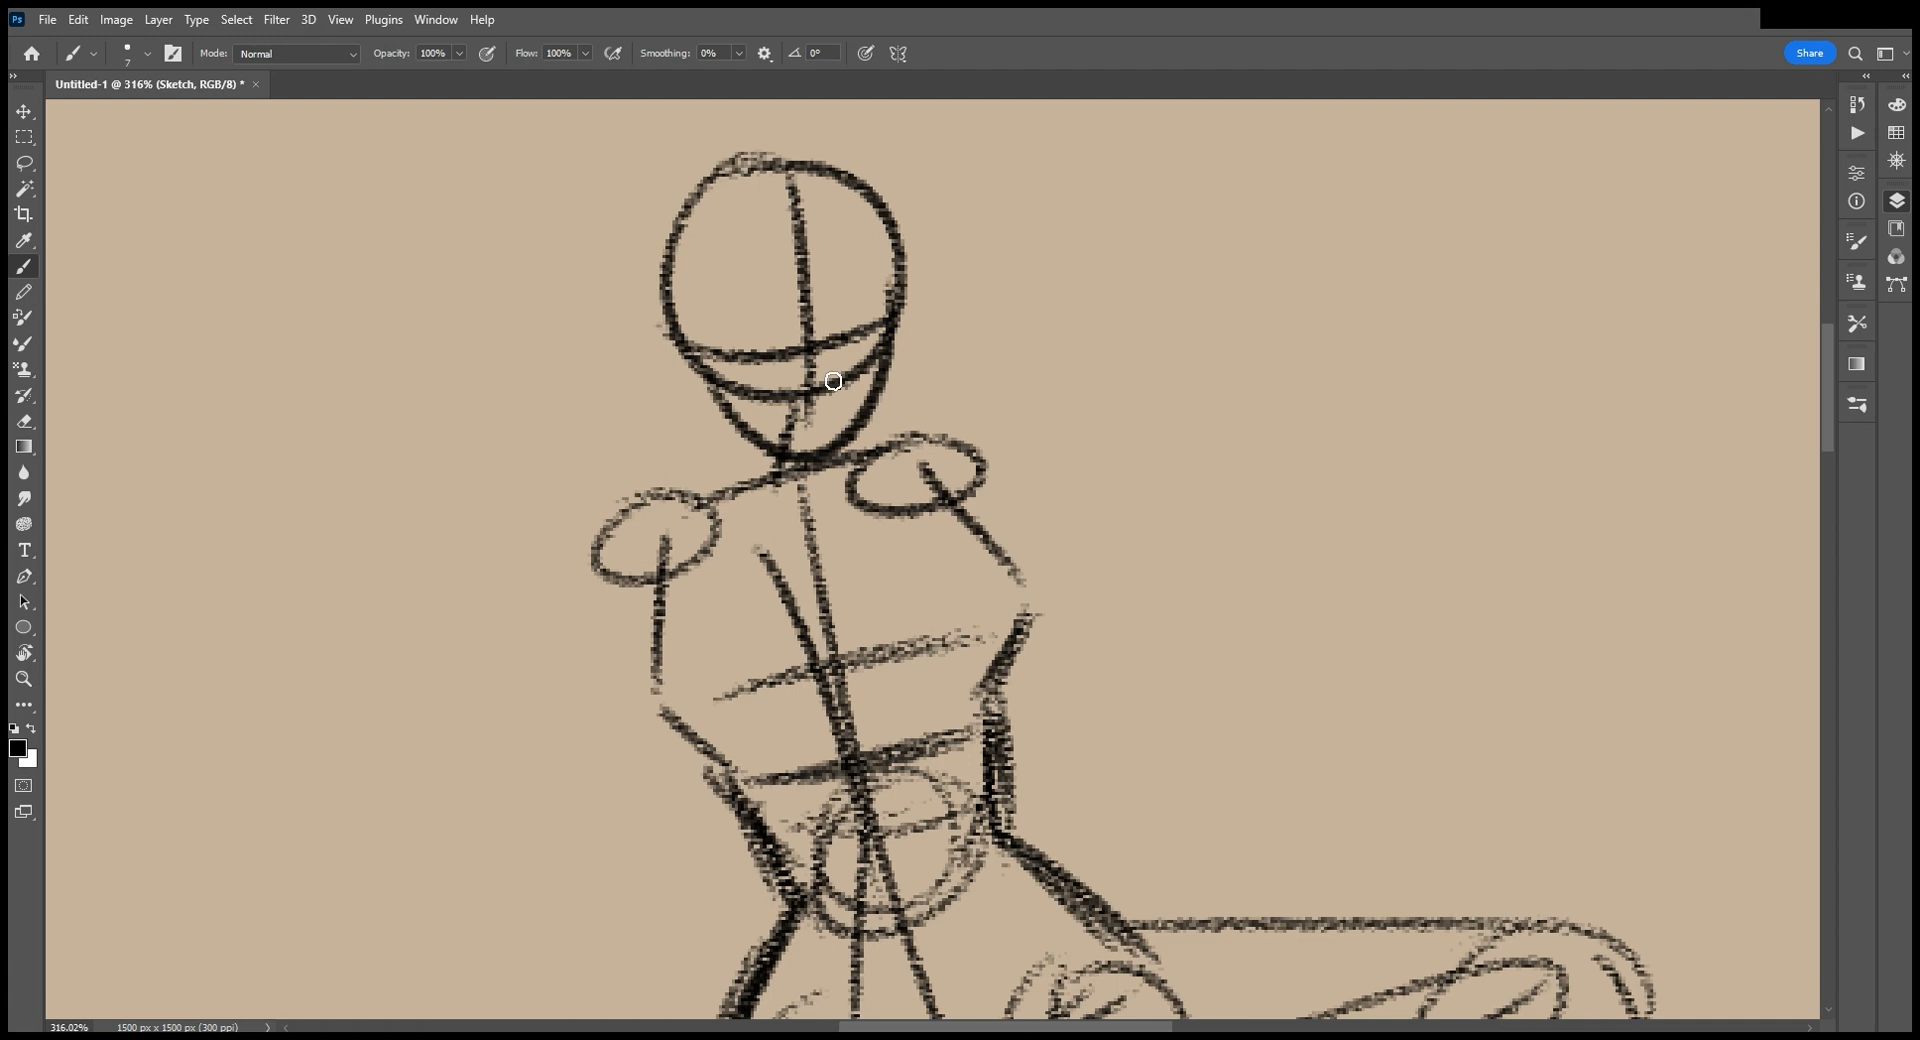 Ps File Edit Image Layer Type Select Filter 3D View Plugins Window Help
7 Mode: Normal Opacity: 100% Flow: 100% Smoothing: 0% 0° Share
Untitled-1 @ 316% (Sketch, RGB/8) *
316.02% 1500 px x 1500 px (300 ppi)